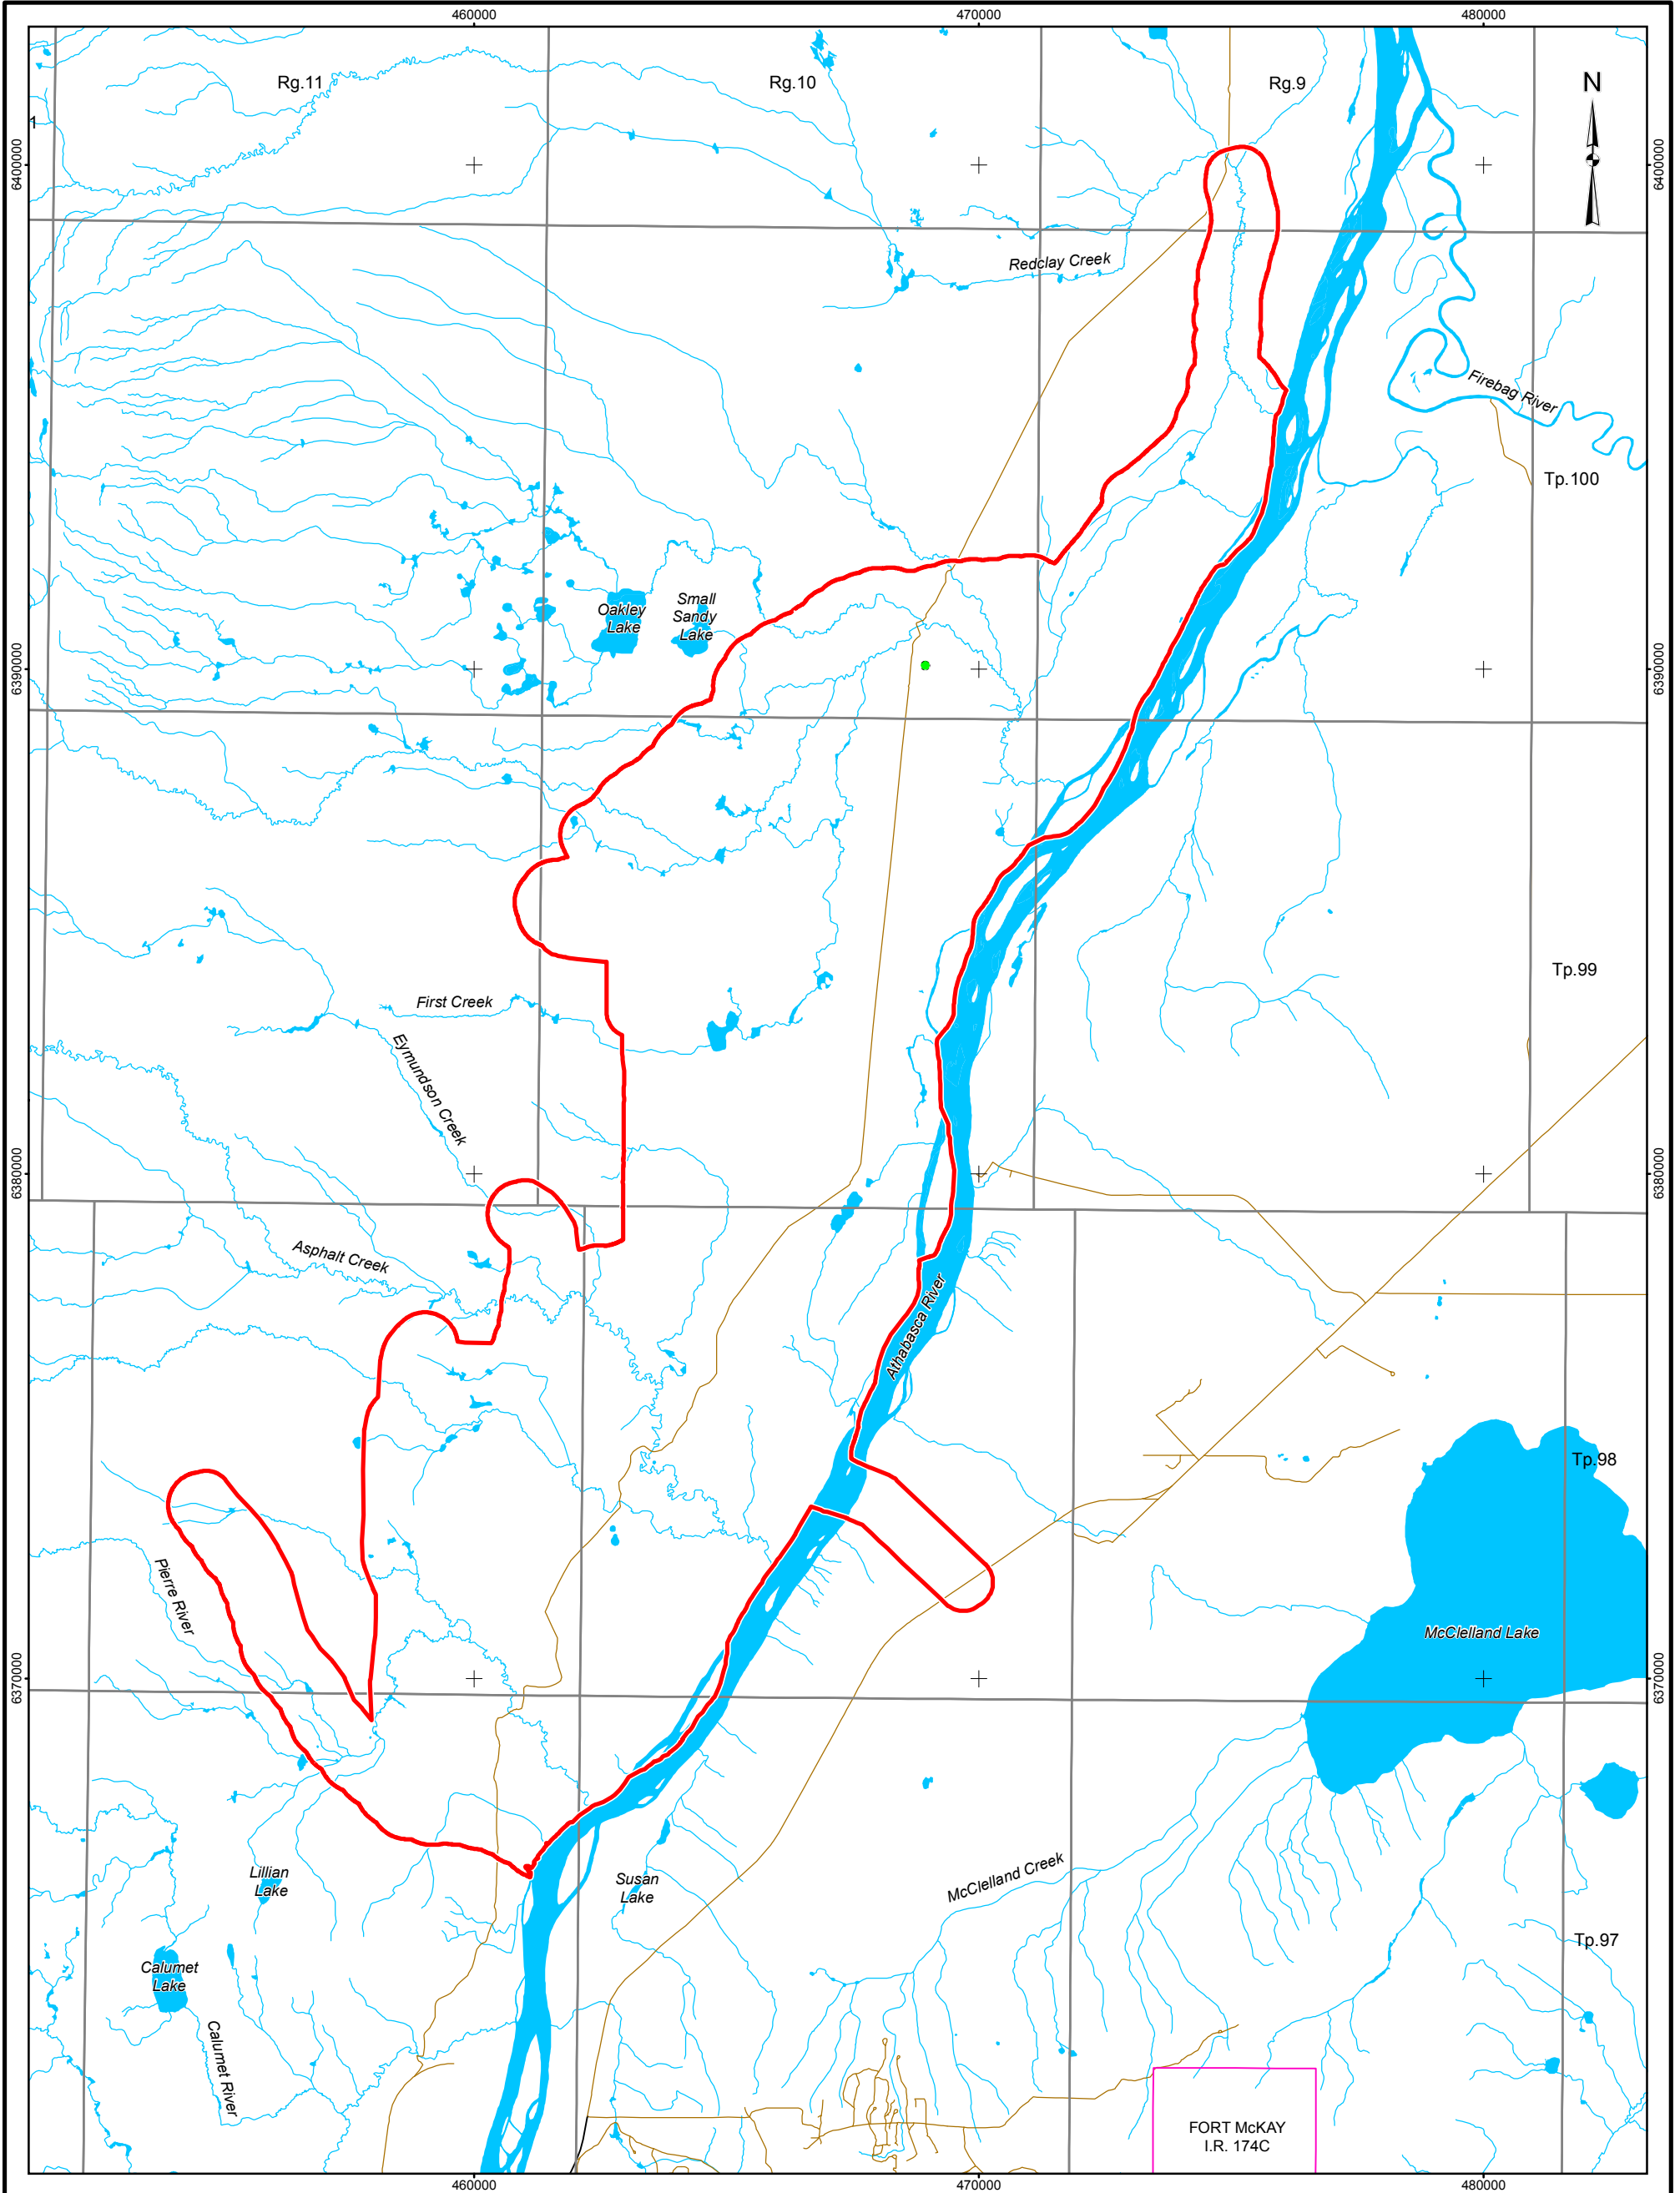 460000
470000
480000
Rg.11
Rg.10
Rg.9
N
1
6400000
6400000
Redclay Creek
Firebag River
Tp.100
Oakley
Lake
Small
Sandy
Lake
6390000
6390000
Tp.99
First Creek
Eymundson Creek
6380000
6380000
Asphalt Creek
Athabasca River
Tp.98
Pierre River
McClelland Lake
6370000
6370000
Lillian
Lake
Susan
Lake
McClelland Creek
Tp.97
Calumet
Lake
Calumet River
FORT McKAY
I.R. 174C
460000
470000
480000